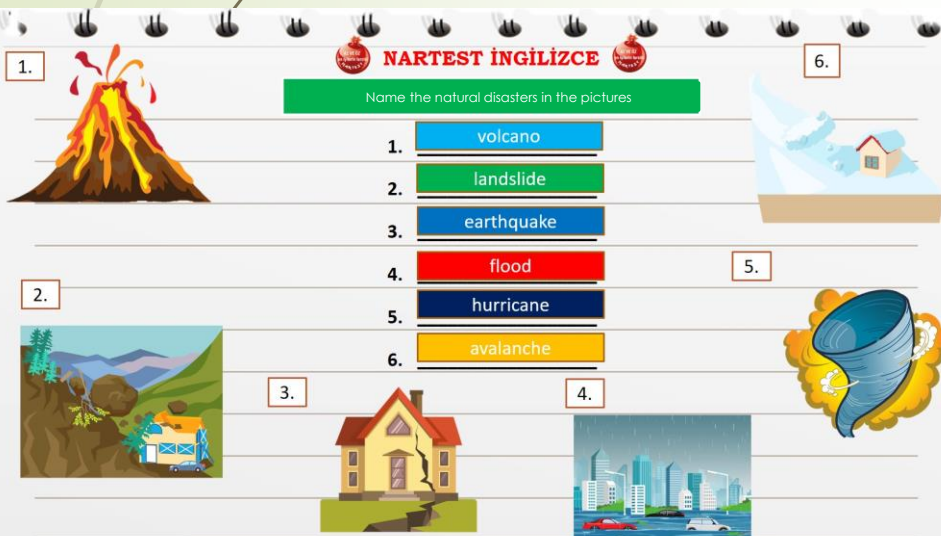 NARTEST İNGİLİZCE
Name the natural disasters in the pictures
1. volcano
2. landslide
3. earthquake
4. flood
5. hurricane
6. avalanche
1.
2.
3.
4.
5.
6.